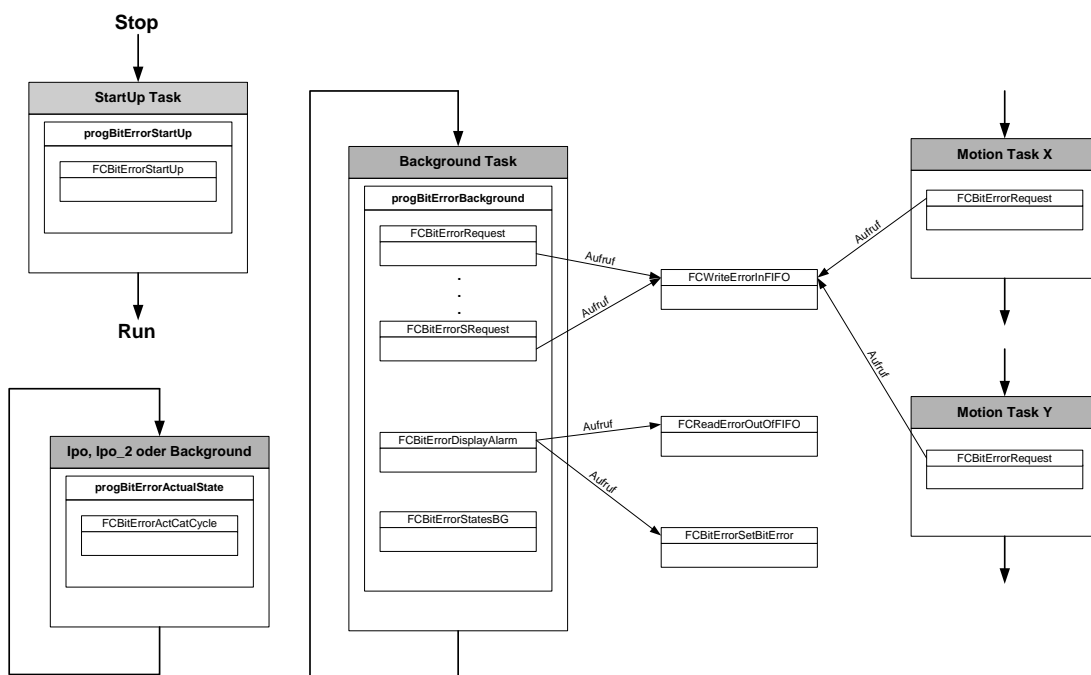 Stop
StartUp Task
progBitErrorStartUp
FCBitErrorStartUp
Run
Ipo, Ipo_2 oder Background
progBitErrorActualState
FCBitErrorActCatCycle
Background Task
progBitErrorBackground
FCBitErrorRequest
.
.
.
FCBitErrorSRequest
FCBitErrorDisplayAlarm
FCBitErrorStatesBG
Aufruf
Aufruf
Aufruf
Aufruf
FCWriteErrorInFIFO
FCReadErrorOutOfFIFO
FCBitErrorSetBitError
Aufruf
Aufruf
Motion Task X
FCBitErrorRequest
Motion Task Y
FCBitErrorRequest